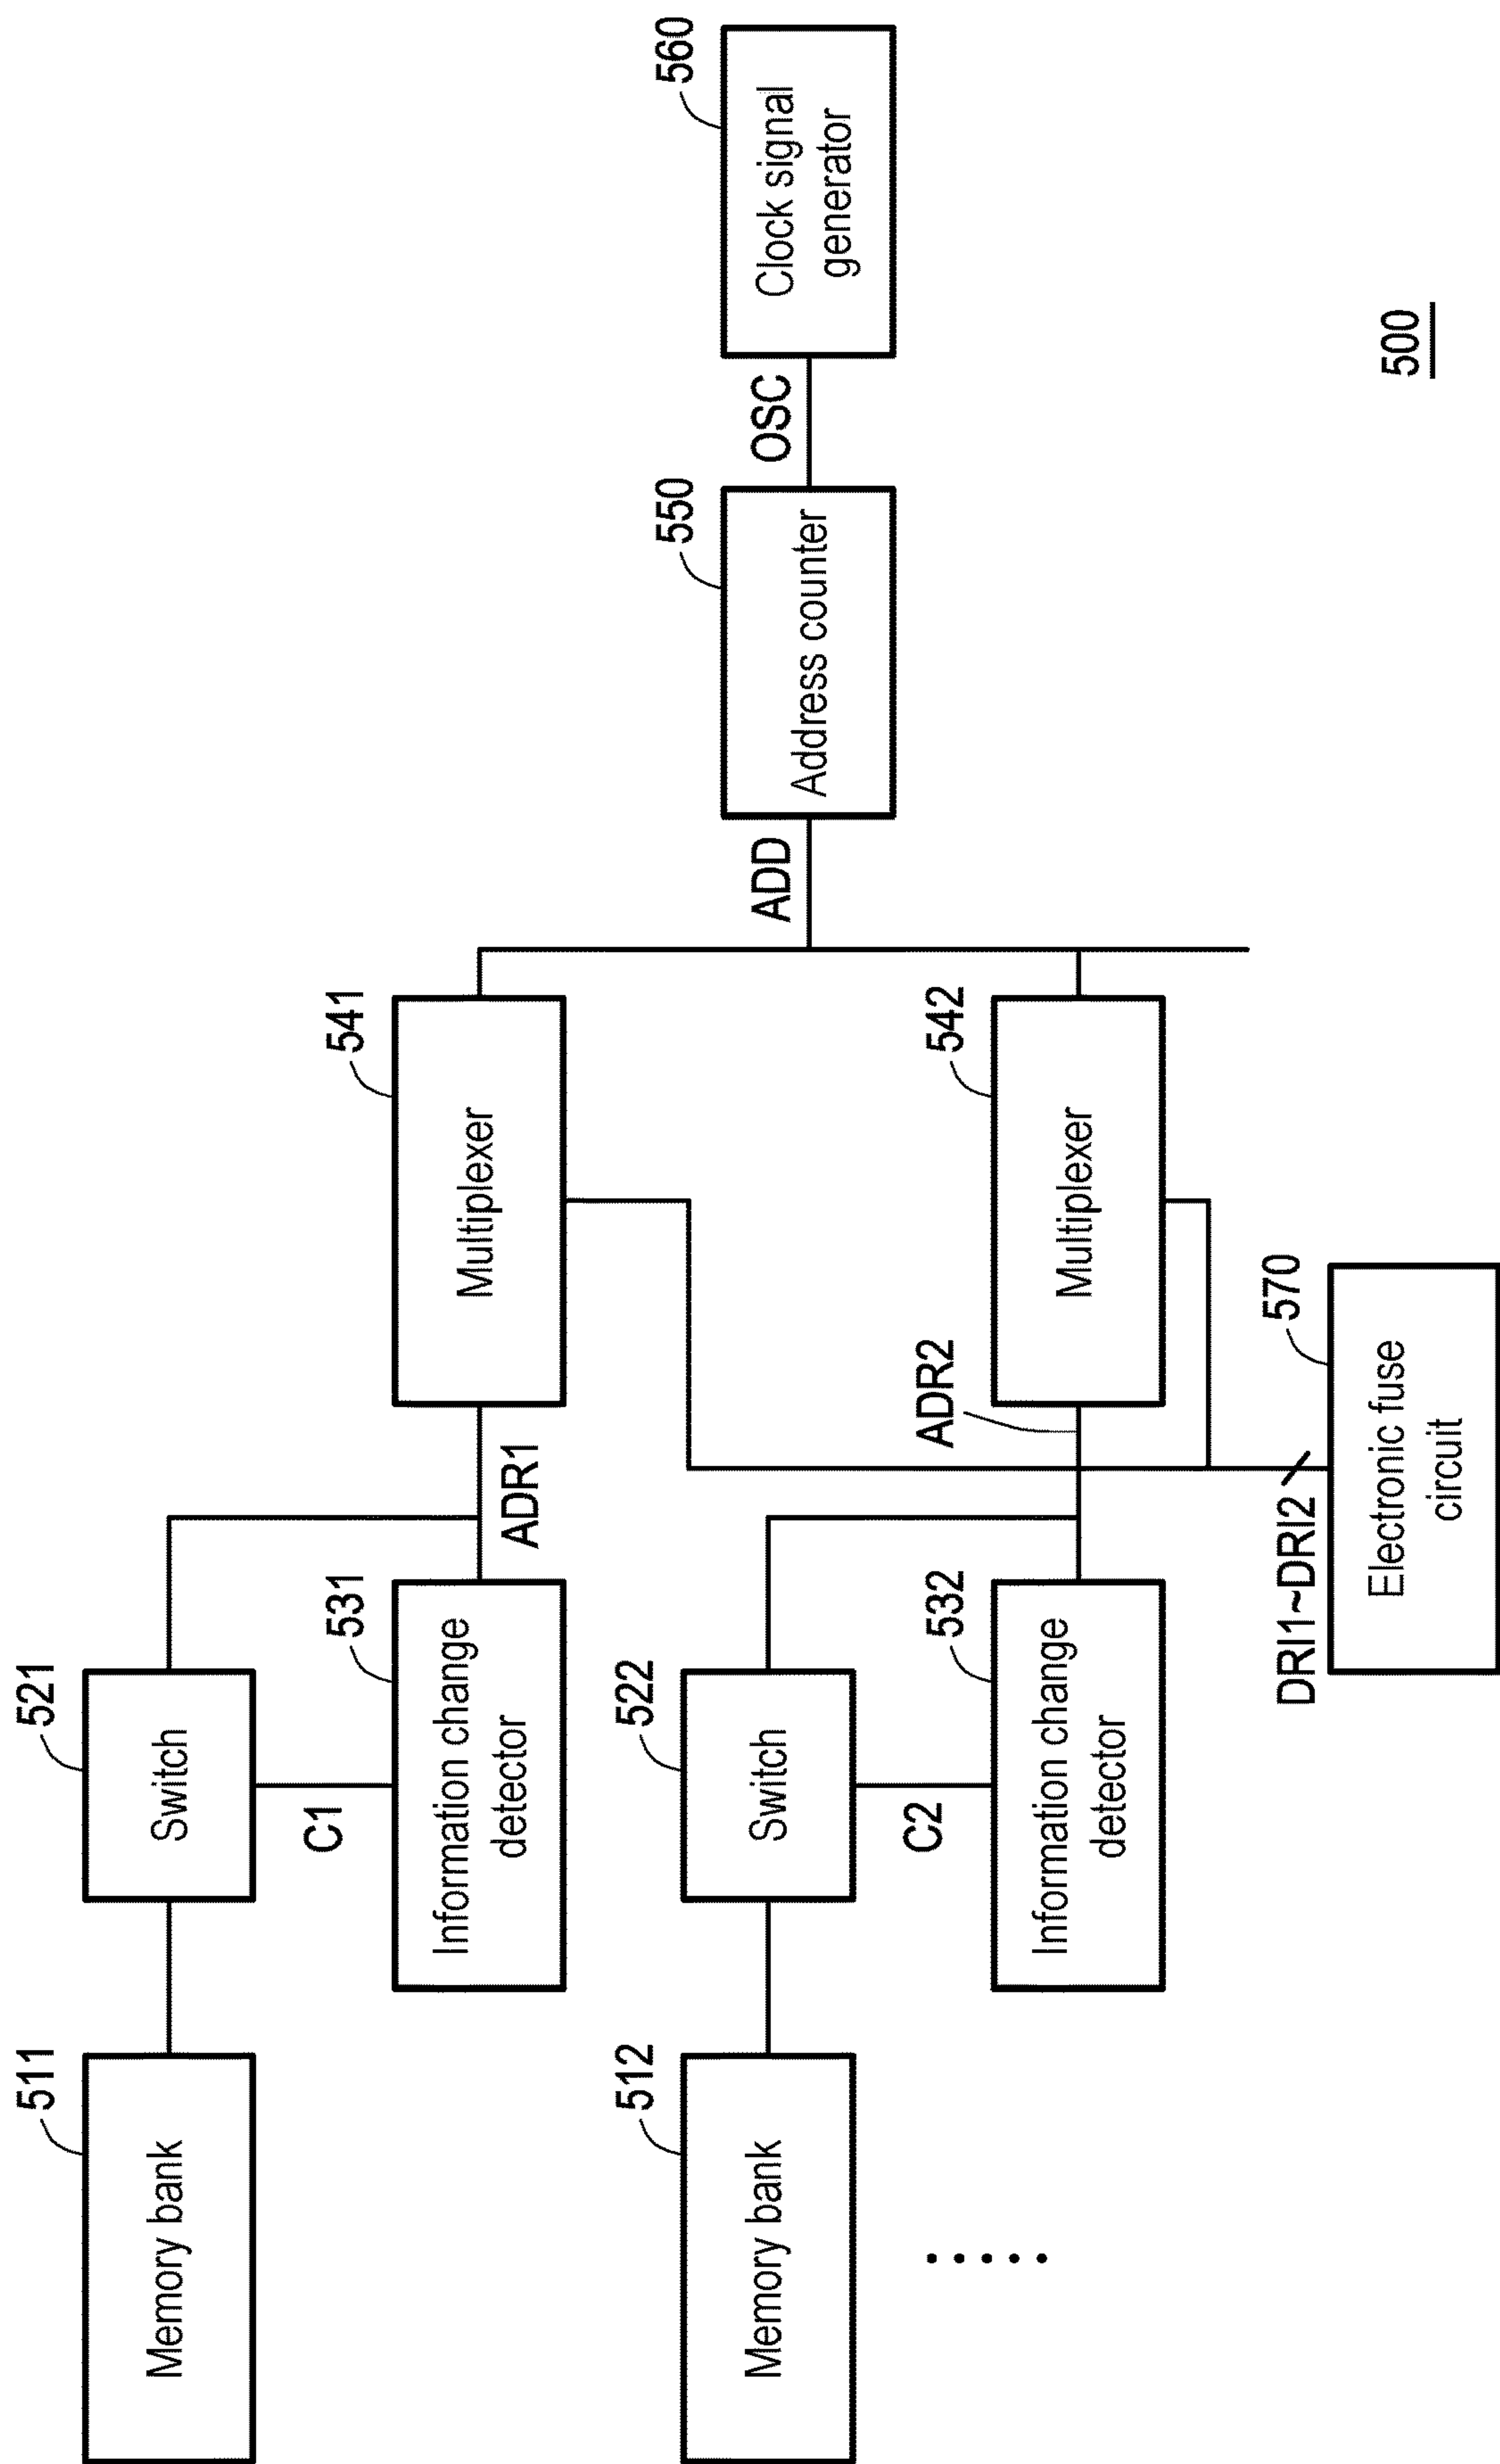 511
Memory bank
521
Switch
C1
531
Information change
detector
ADR1
541
Multiplexer
512
Memory bank
522
Switch
C2
532
Information change
detector
ADR2
542
Multiplexer
ADD
550
Address counter
OSC
560
Clock signal
generator
DRI1~DRI2
570
Electronic fuse
circuit
500